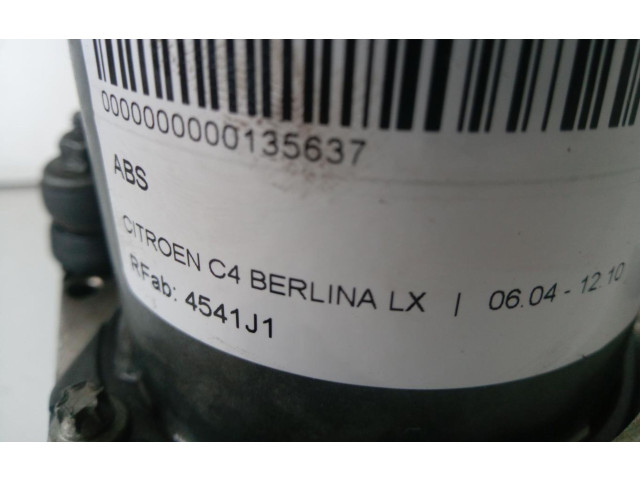 0000000000135637
ABS
CITROEN C4 BERLINA LX | 06.04 - 12.10
RFab: 4541J1